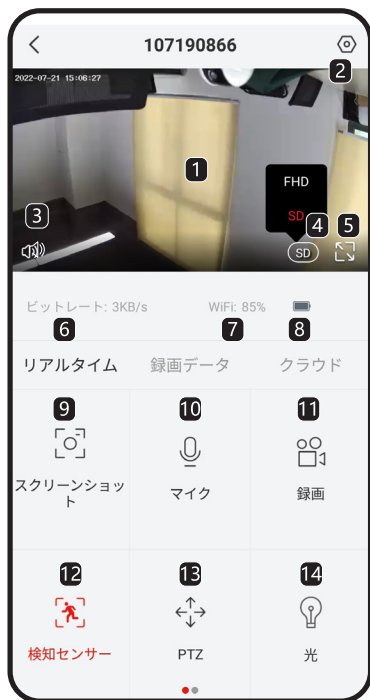 107190866
2
2022-07-21 15:06:27
1
FHD
SD
3
4
5
SD
ビットレート: 3KB/s
WiFi: 85%
6
7
8
リアルタイム
録画データ
クラウド
9
10
11
スクリーンショッ
ト
マイク
録画
12
13
14
検知センサー
PTZ
光